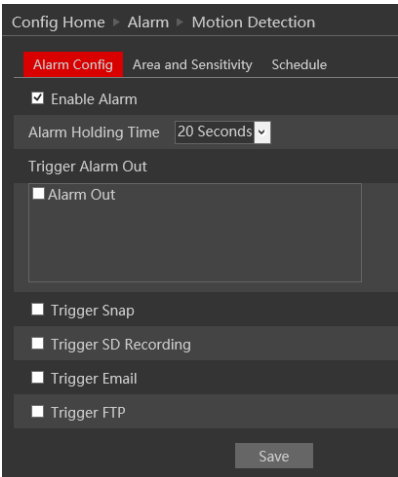 Config Home ▶ Alarm ▶ Motion Detection
Alarm Config Area and Sensitivity Schedule
Enable Alarm
Alarm Holding Time 20 Seconds
Trigger Alarm Out
Alarm Out
Trigger Snap
Trigger SD Recording
Trigger Email
Trigger FTP
Save